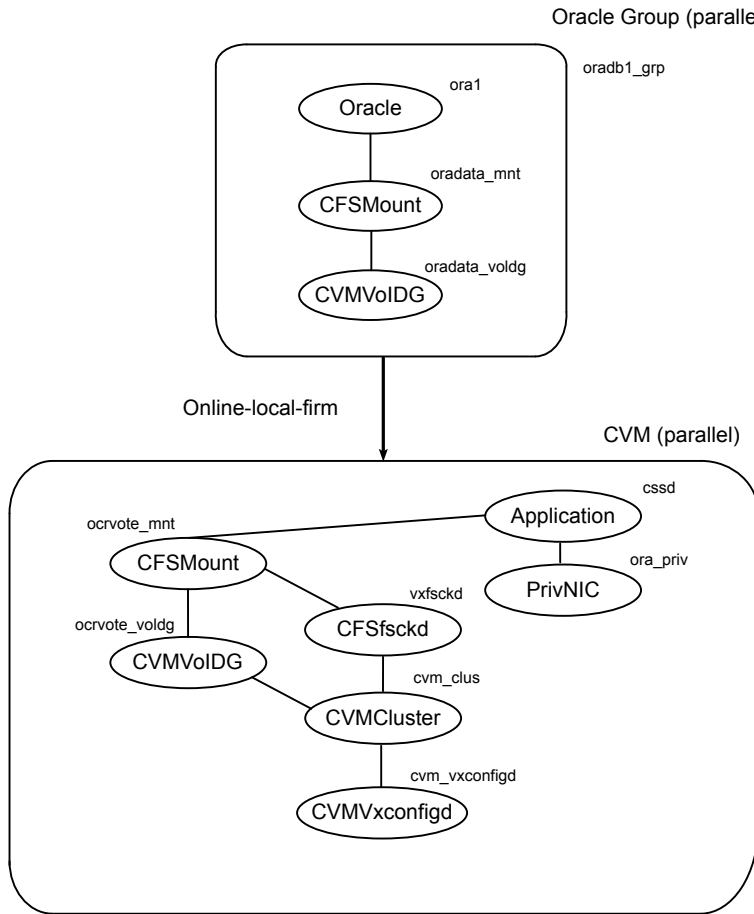 Oracle Group (paralle
oradb1_grp
ora1
Oracle
oradata_mnt
CFSMount
oradata_voldg
CVMVolDG
Online-local-firm
CVM (parallel)
cssd
Application
ocrvote_mnt
CFSMount
ora_priv
PrivNIC
vxfsckd
CFSfsckd
ocrvote_voldg
CVMVolDG
cvm_clus
CVMCluster
cvm_vxconfigd
CVMVxconfigd